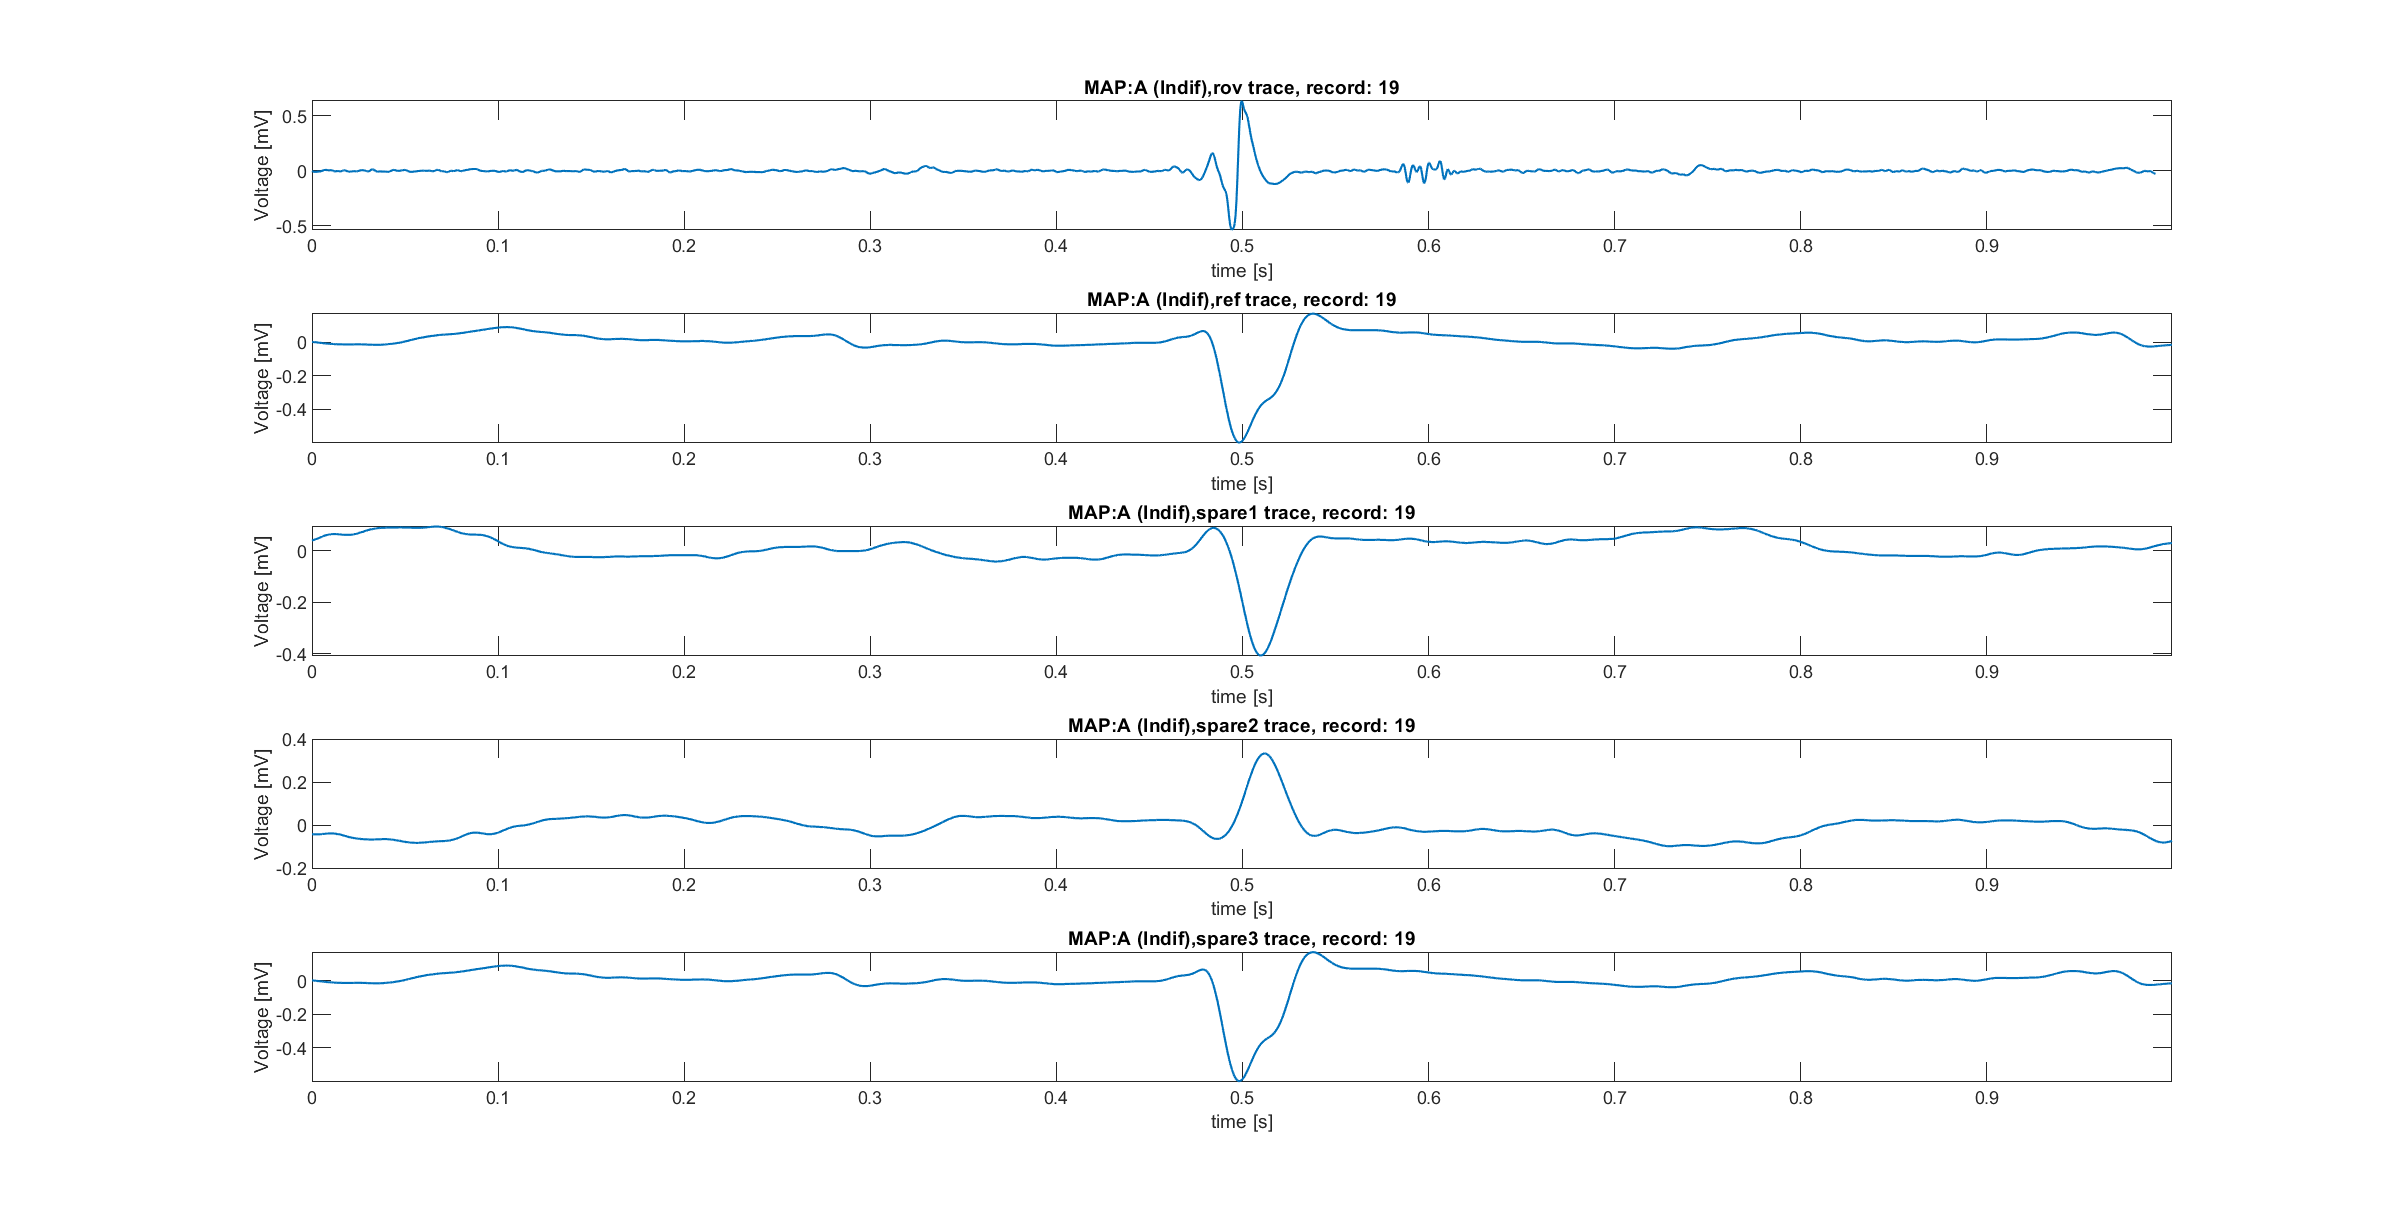 MAP:A (Indif),rov trace, record: 19
Voltage [mV]
0.5
0
-0.5
0 0.1 0.2 0.3 0.4 0.5 0.6 0.7 0.8 0.9
time [s]
MAP:A (Indif),ref trace, record: 19
Voltage [mV]
0
-0.2
-0.4
0 0.1 0.2 0.3 0.4 0.5 0.6 0.7 0.8 0.9
time [s]
MAP:A (Indif),spare1 trace, record: 19
Voltage [mV]
0
-0.2
-0.4
0 0.1 0.2 0.3 0.4 0.5 0.6 0.7 0.8 0.9
time [s]
MAP:A (Indif),spare2 trace, record: 19
Voltage [mV]
0.4
0.2
0
-0.2
0 0.1 0.2 0.3 0.4 0.5 0.6 0.7 0.8 0.9
time [s]
MAP:A (Indif),spare3 trace, record: 19
Voltage [mV]
0
-0.2
-0.4
0 0.1 0.2 0.3 0.4 0.5 0.6 0.7 0.8 0.9
time [s]